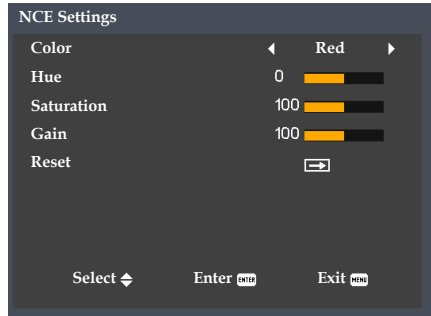 NCE Settings
Color Red
Hue 0
Saturation 100
Gain 100
Reset
Select Enter ENTER Exit MENU